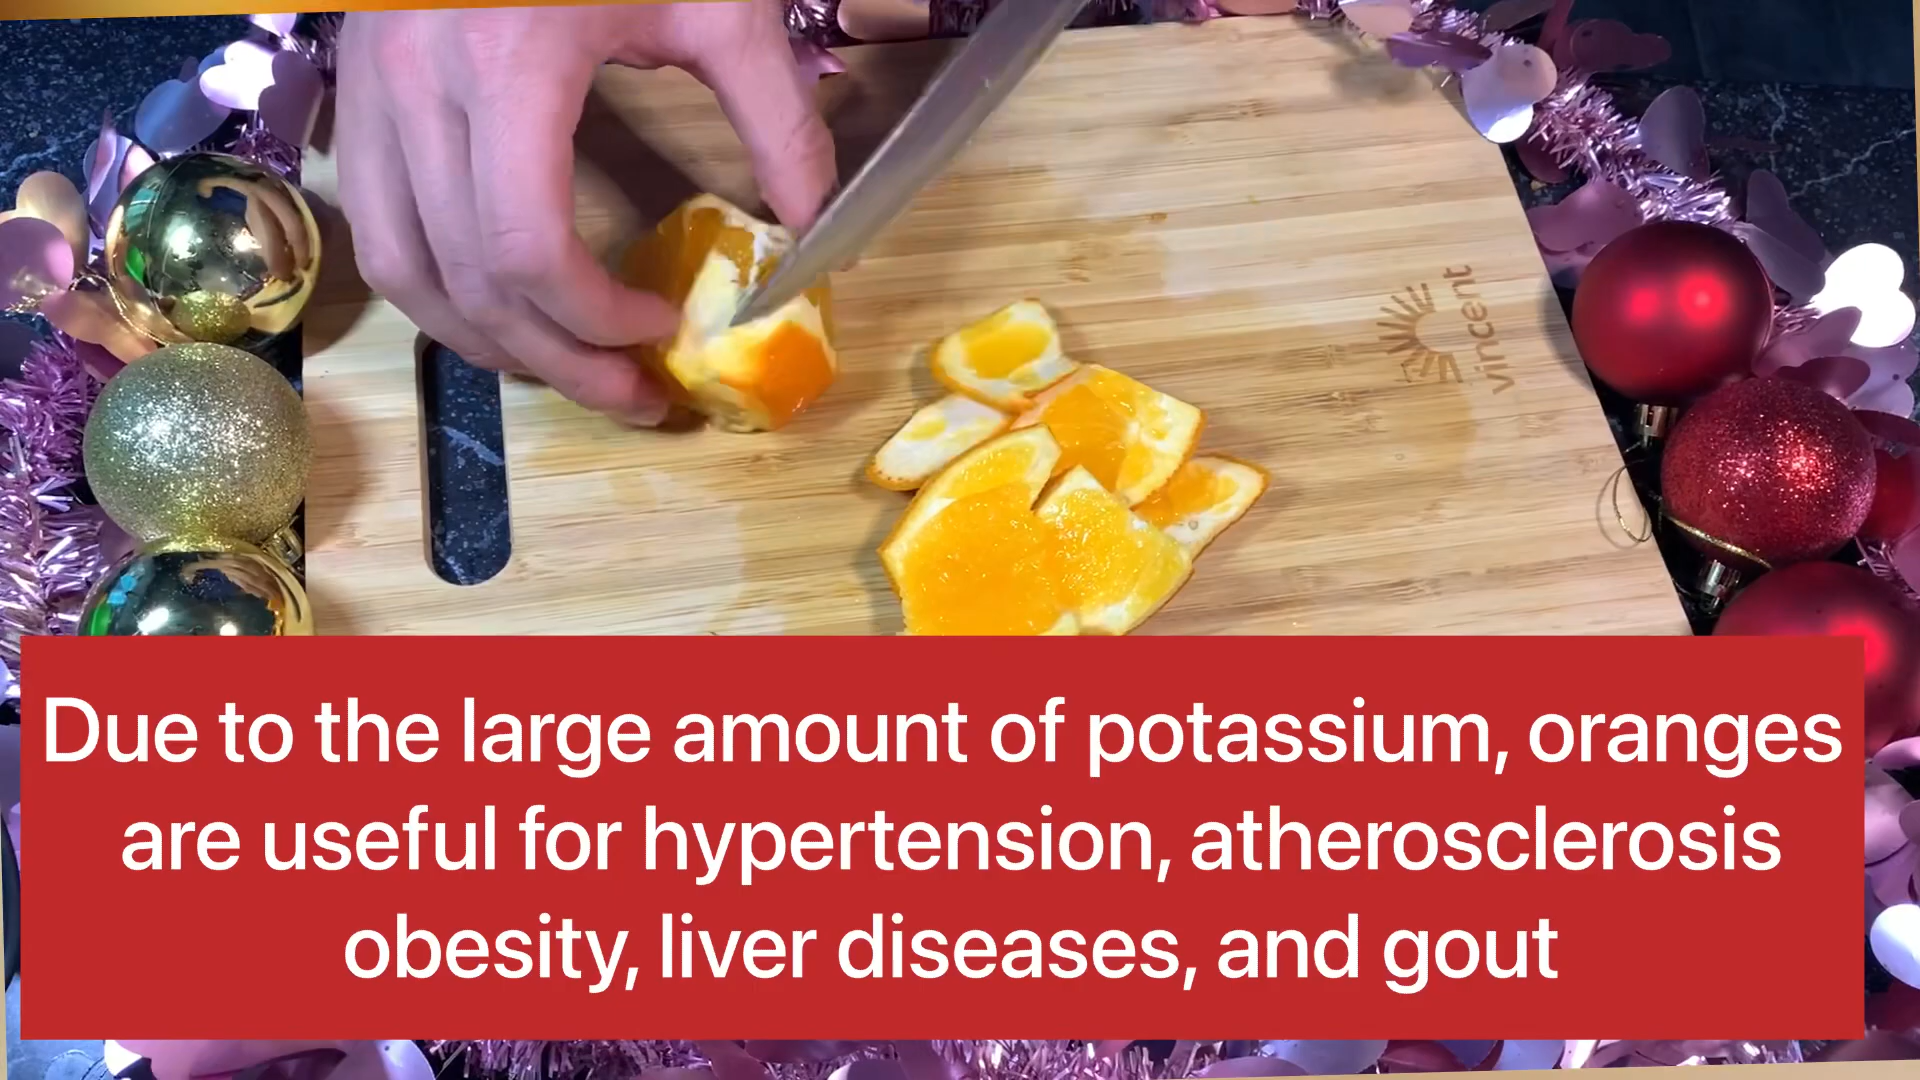 vincent
Due to the large amount of potassium, oranges
are useful for hypertension, atherosclerosis
obesity, liver diseases, and gout